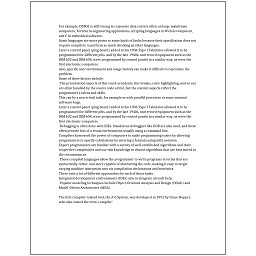 For example, COBOL is still strong in corporate data centers often on large mainframe
computers, Fortran in engineering applications, scripting languages in Web development,
and C in embedded software.
Some languages are more prone to some kinds of faults because their specification does not
require compilers to perform as much checking as other languages.
Later a control panel (plug board) added to his 1906 Type I Tabulator allowed it to be
programmed for different jobs, and by the late 1940s, unit record equipment such as the
IBM 602 and IBM 604, were programmed by control panels in a similar way, as were the
first electronic computers.
Also, specific user environment and usage history can make it difficult to reproduce the
problem.
Some of these factors include:
The presentation aspects of this (such as indents, line breaks, color highlighting, and so on)
are often handled by the source code editor, but the content aspects reflect the
programmer's talent and skills.
This can be a non-trivial task, for example as with parallel processes or some unusual
software bugs.
Later a control panel (plug board) added to his 1906 Type I Tabulator allowed it to be
programmed for different jobs, and by the late 1940s, unit record equipment such as the
IBM 602 and IBM 604, were programmed by control panels in a similar way, as were the
first electronic computers.
Debugging is often done with IDEs. Standalone debuggers like GDB are also used, and these
often provide less of a visual environment, usually using a command line.
Compilers harnessed the power of computers to make programming easier by allowing
programmers to specify calculations by entering a formula using infix notation.
Expert programmers are familiar with a variety of well-established algorithms and their
respective complexities and use this knowledge to choose algorithms that are best suited to
the circumstances.
These compiled languages allow the programmer to write programs in terms that are
syntactically richer, and more capable of abstracting the code, making it easy to target
varying machine instruction sets via compilation declarations and heuristics.
There exist a lot of different approaches for each of those tasks.
Integrated development environments (IDEs) aim to integrate all such help.
Popular modeling techniques include Object-Oriented Analysis and Design (OOAD) and
Model-Driven Architecture (MDA).
The first compiler related tool, the A-0 System, was developed in 1952 by Grace Hopper,
who also coined the term 'compiler'.